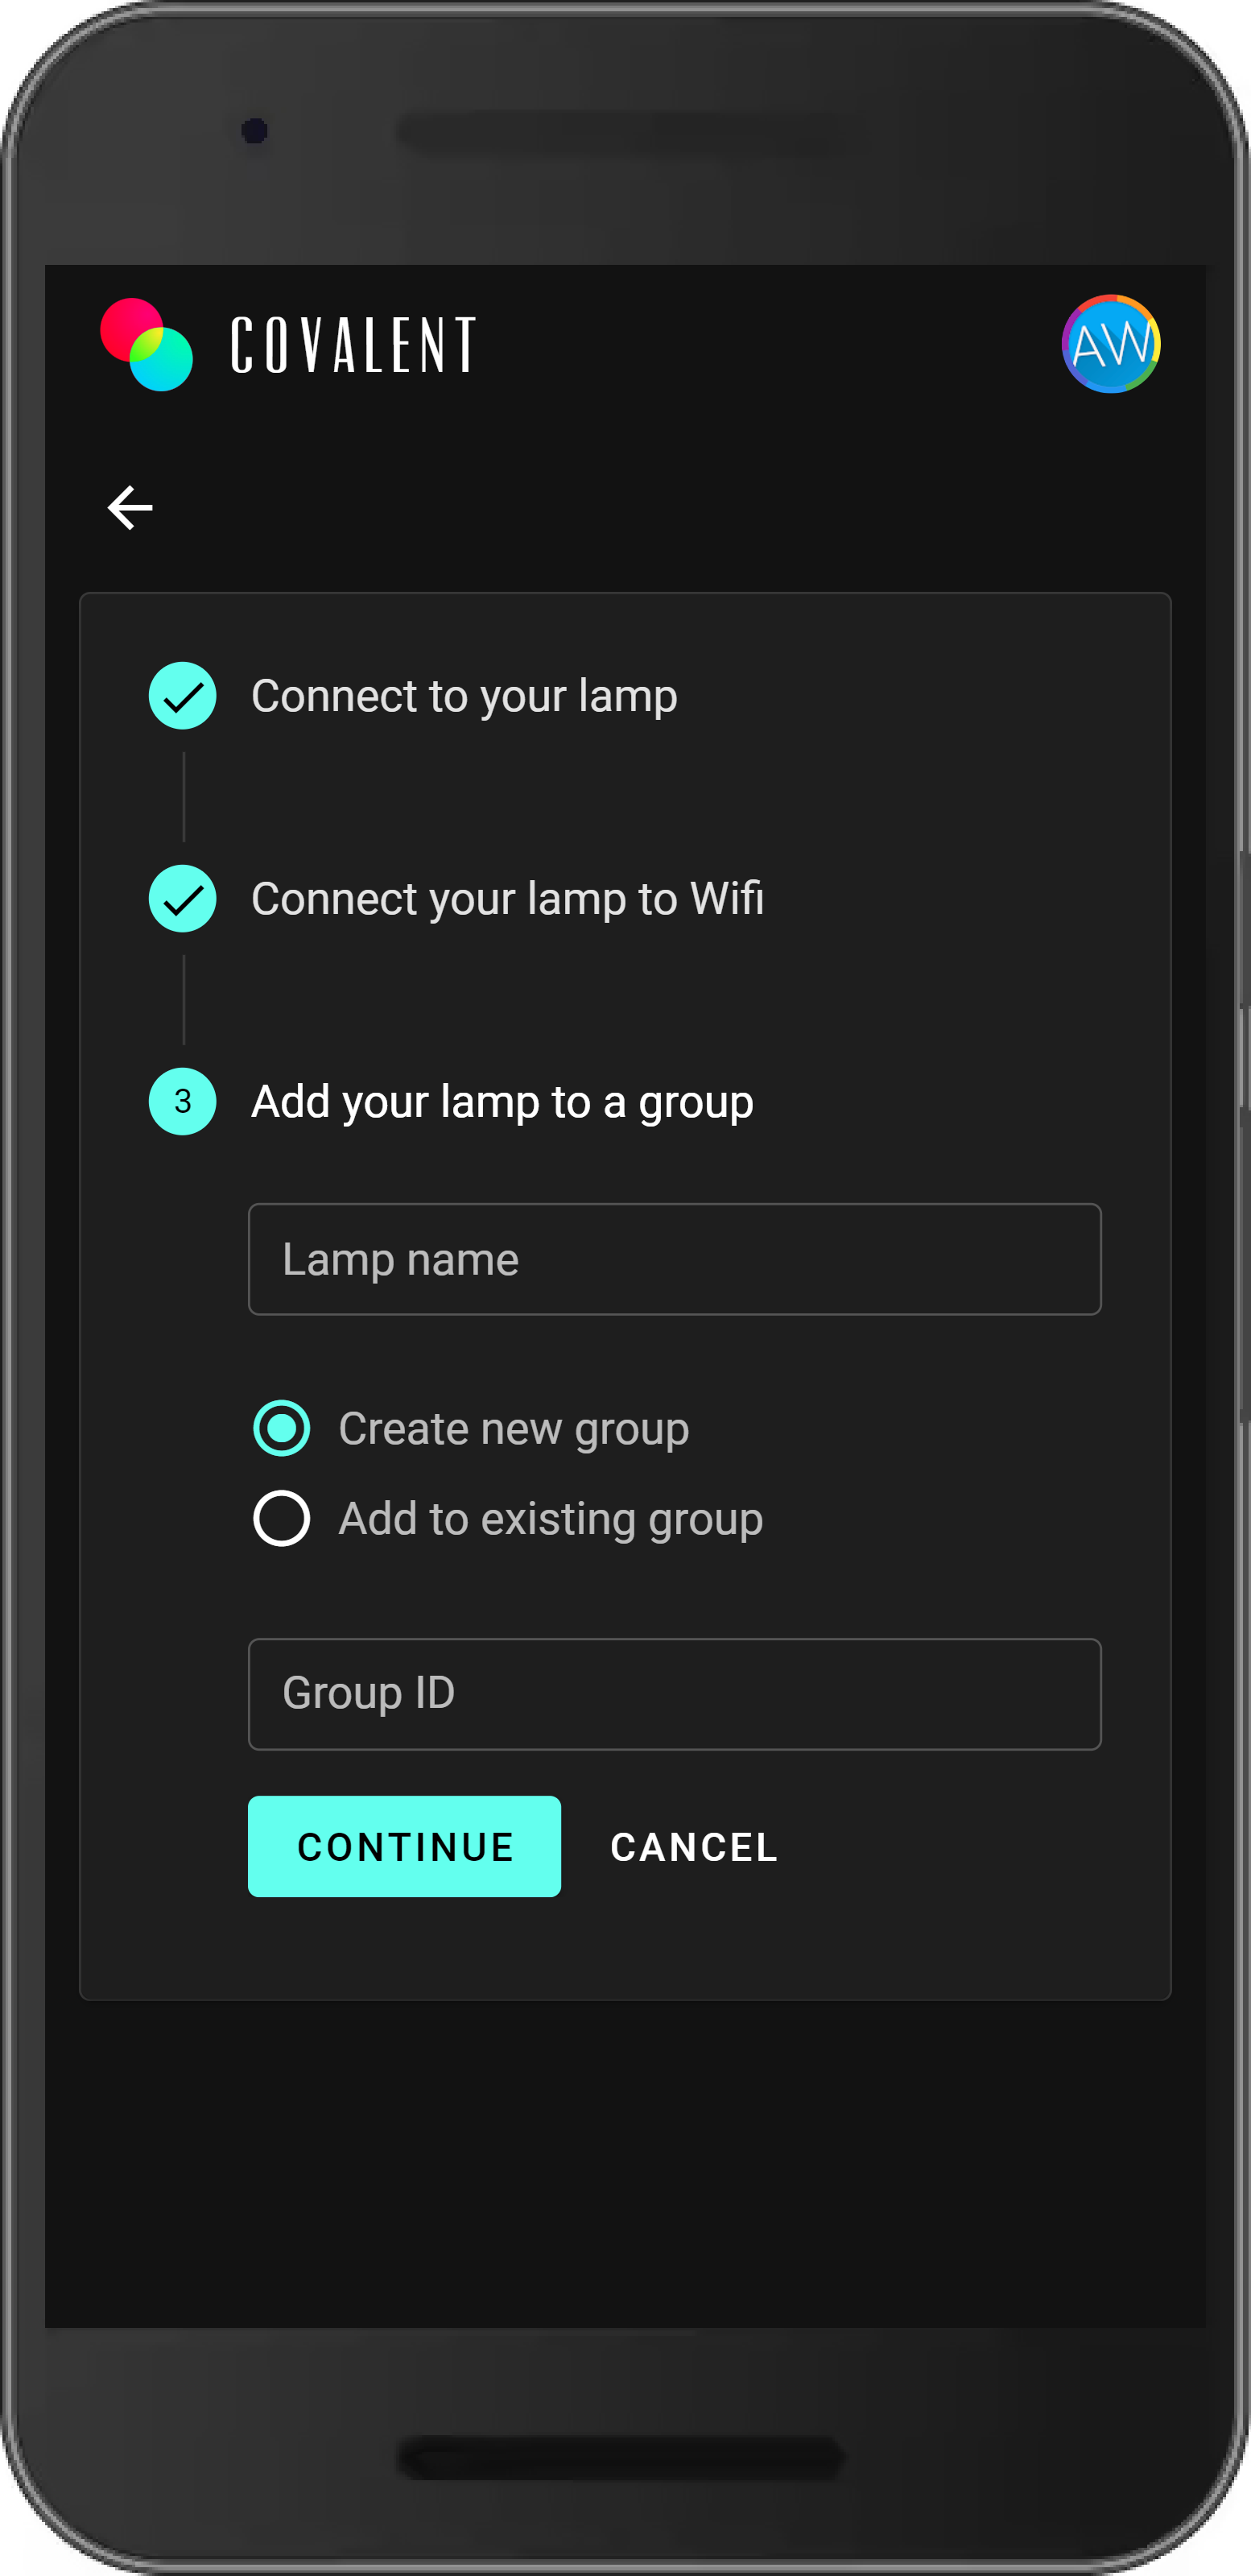 COVALENT
AW
Connect to your lamp
Connect your lamp to Wifi
3
Add your lamp to a group
Lamp name
Create new group
Add to existing group
Group ID
CONTINUE
CANCEL